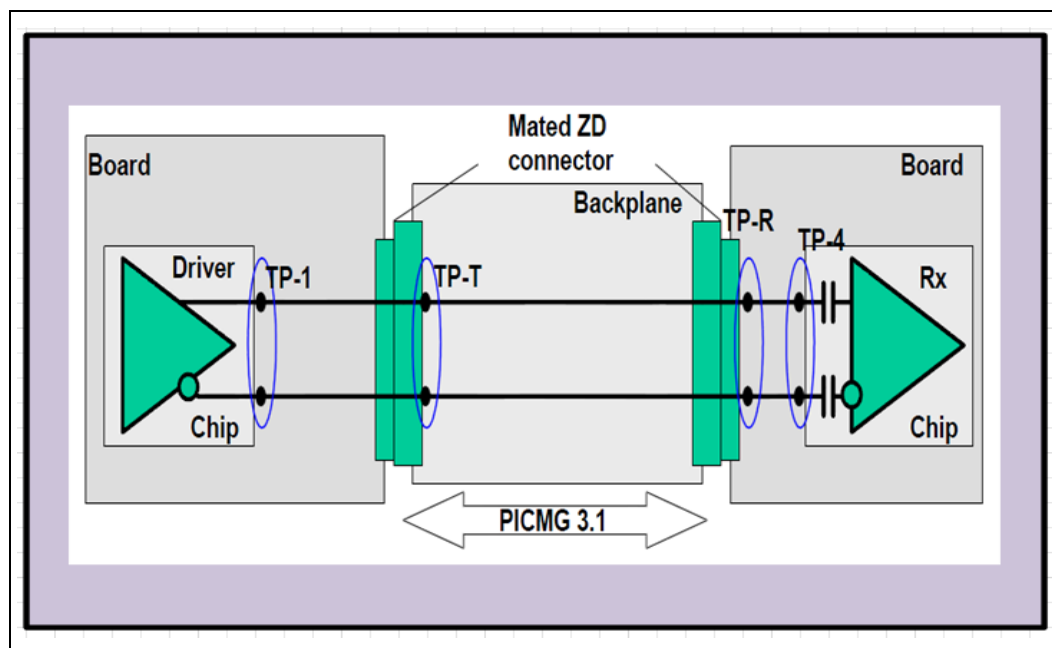 Mated ZD
connector
Board
Board
Backplane
TP-R
TP-4
Driver
TP-1
TP-T
Rx
Chip
Chip
PICMG 3.1